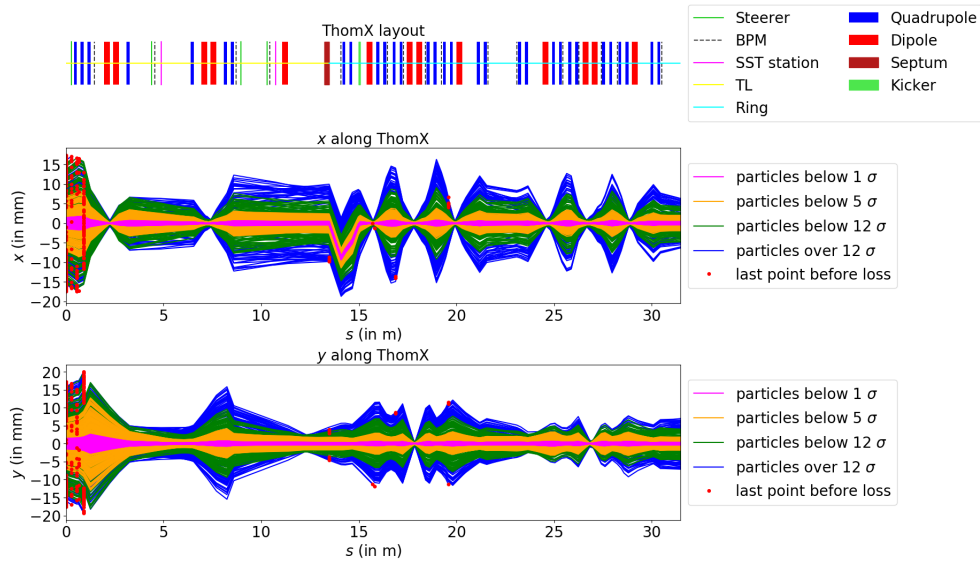 ThomX layout
Steerer
BPM
SST station
TL
Ring
Quadrupole
Dipole
Septum
Kicker
x along ThomX
15
10
5
0
−5
−10
−15
−20
x (in mm)
0 5 10 15 20 25 30
s (in m)
particles below 1 σ
particles below 5 σ
particles below 12 σ
particles over 12 σ
last point before loss
y along ThomX
20
15
10
5
0
−5
−10
−15
−20
y (in mm)
0 5 10 15 20 25 30
s (in m)
particles below 1 σ
particles below 5 σ
particles below 12 σ
particles over 12 σ
last point before loss